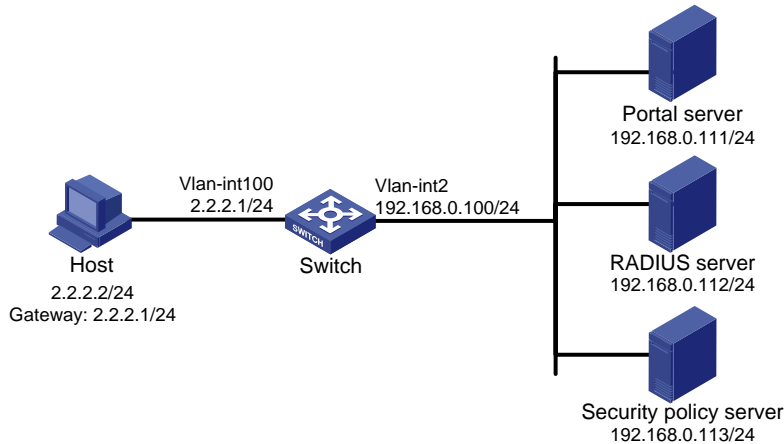 Portal server
192.168.0.111/24
Vlan-int100
2.2.2.1/24
Vlan-int2
192.168.0.100/24
SWITCH
Host
2.2.2.2/24
Gateway: 2.2.2.1/24
Switch
RADIUS server
192.168.0.112/24
Security policy server
192.168.0.113/24